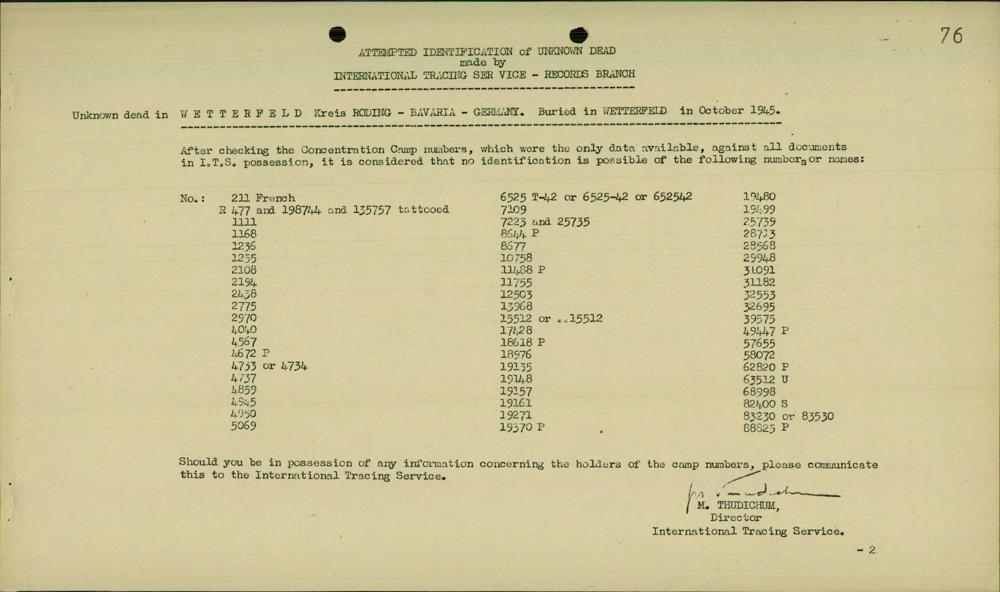 76
ATTEMPTED IDENTIFICATION of UNKNOWN DEAD
made by
INTERNATIONAL TRACING SER VICE - RECORDS BRANCH
Unknown dead in W E T T E R F E L D Kreis RODING - BAVARIA - GERMANY. Buried in WETTERFELD in October 1945.
After checking the Concentration Camp numbers, which were the only data available, against all documents
in I.T.S. possession, it is considered that no identification is possible of the following numbers or names:
No.: 211 French
R 477 and 198744 and 135757 tattooed
1111
1168
1236
1255
2108
2194
2438
2775
2970
4040
4567
4672 P
4733 or 4734
4737
4859
4945
4950
5069
6525 T-42 or 6525-42 or 652542
7109
7223 and 25735
8644 P
8677
10758
11488 P
11755
12503
13968
15512 or ..15512
17428
18618 P
18976
19135
19148
19157
19161
19271
19370 P
19480
19499
25739
28713
28568
29948
31091
31182
32553
32695
39575
49447 P
57655
58072
62820 P
63512 U
68998
82400 S
83230 or 83530
88825 P
Should you be in possession of any information concerning the holders of the camp numbers, please communicate
this to the International Tracing Service.
M. THUDICHUM,
Director
International Tracing Service.
- 2